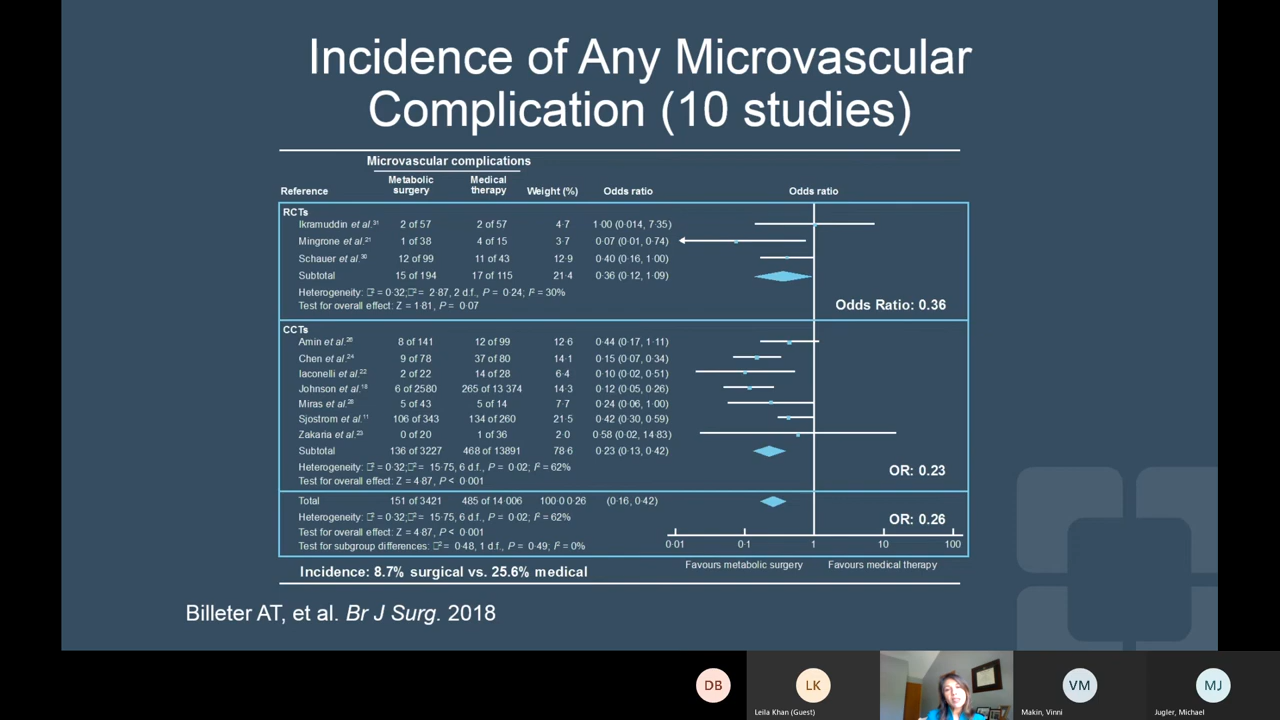 Incidence of Any Microvascular
Complication (10 studies)
Microvascular complications
Reference Metabolic surgery Medical therapy Weight (%) Odds ratio Odds ratio
RCTs
Ikramuddin et al.³¹ 2 of 57 2 of 57 4·7 1·00 (0·014, 7·35)
Mingrone et al.²¹ 1 of 38 4 of 15 3·7 0·07 (0·01, 0·74)
Schauer et al.³⁰ 12 of 99 11 of 43 12·9 0·40 (0·16, 1·00)
Subtotal 15 of 194 17 of 115 21·4 0·36 (0·12, 1·09)
Heterogeneity: ² = 0·32; ² = 2·87, 2 d.f., P = 0·24; I² = 30%
Test for overall effect: Z = 1·81, P = 0·07
Odds Ratio: 0.36
CCTs
Amin et al. 8 of 141 12 of 99 12·6 0·44 (0·17, 1·11)
Chen et al.²⁴ 9 of 78 37 of 80 14·1 0·15 (0·07, 0·34)
Iaconelli et al.²² 2 of 22 14 of 28 6·4 0·10 (0·02, 0·51)
Johnson et al.¹⁸ 6 of 2580 265 of 13 374 14·3 0·12 (0·05, 0·26)
Miras et al. 5 of 43 5 of 14 7·7 0·24 (0·06, 1·00)
Sjostrom et al.¹¹ 106 of 343 134 of 260 21·5 0·42 (0·30, 0·59)
Zakaria et al.²³ 0 of 20 1 of 36 2·0 0·58 (0·02, 14·83)
Subtotal 136 of 3227 468 of 13891 78·6 0·23 (0·13, 0·42)
Heterogeneity: ² = 0·32; ² = 15·75, 6 d.f., P = 0·02; I² = 62%
Test for overall effect: Z = 4·87, P < 0·001
OR: 0.23
Total 151 of 3421 485 of 14·006 100·0 0·26 (0·16, 0·42)
Heterogeneity: ² = 0·32; ² = 15·75, 6 d.f., P = 0·02; I² = 62%
Test for overall effect: Z = 4·87, P < 0·001
Test for subgroup differences: ² = 0·48, 1 d.f., P = 0·49; I² = 0%
OR: 0.26
0·01 0·1 1 10 100
Favours metabolic surgery Favours medical therapy
Incidence: 8.7% surgical vs. 25.6% medical
Billeter AT, et al. Br J Surg. 2018
DB LK VM MJ
Leila Khan (Guest) Makin, Vinni Jugler, Michael